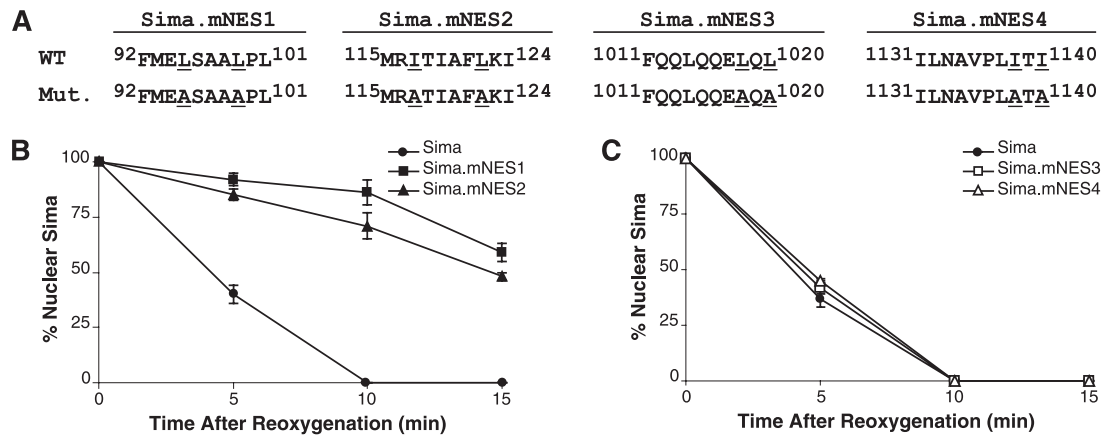 A
Sima.mNES1 Sima.mNES2 Sima.mNES3 Sima.mNES4
WT 92FMELSAALPL101 115MRITIAFLKI124 1011FQQLQQELQL1020 1131ILNAVPLITI1140
Mut. 92FMEASAAAPL101 115MRATIAFAKI124 1011FQQLQQEAQA1020 1131ILNAVPLATA1140
B
Sima
Sima.mNES1
Sima.mNES2
100
75
50
25
0
% Nuclear Sima
0 5 10 15
Time After Reoxygenation (min)
C
Sima
Sima.mNES3
Sima.mNES4
100
75
50
25
0
% Nuclear Sima
0 5 10 15
Time After Reoxygenation (min)